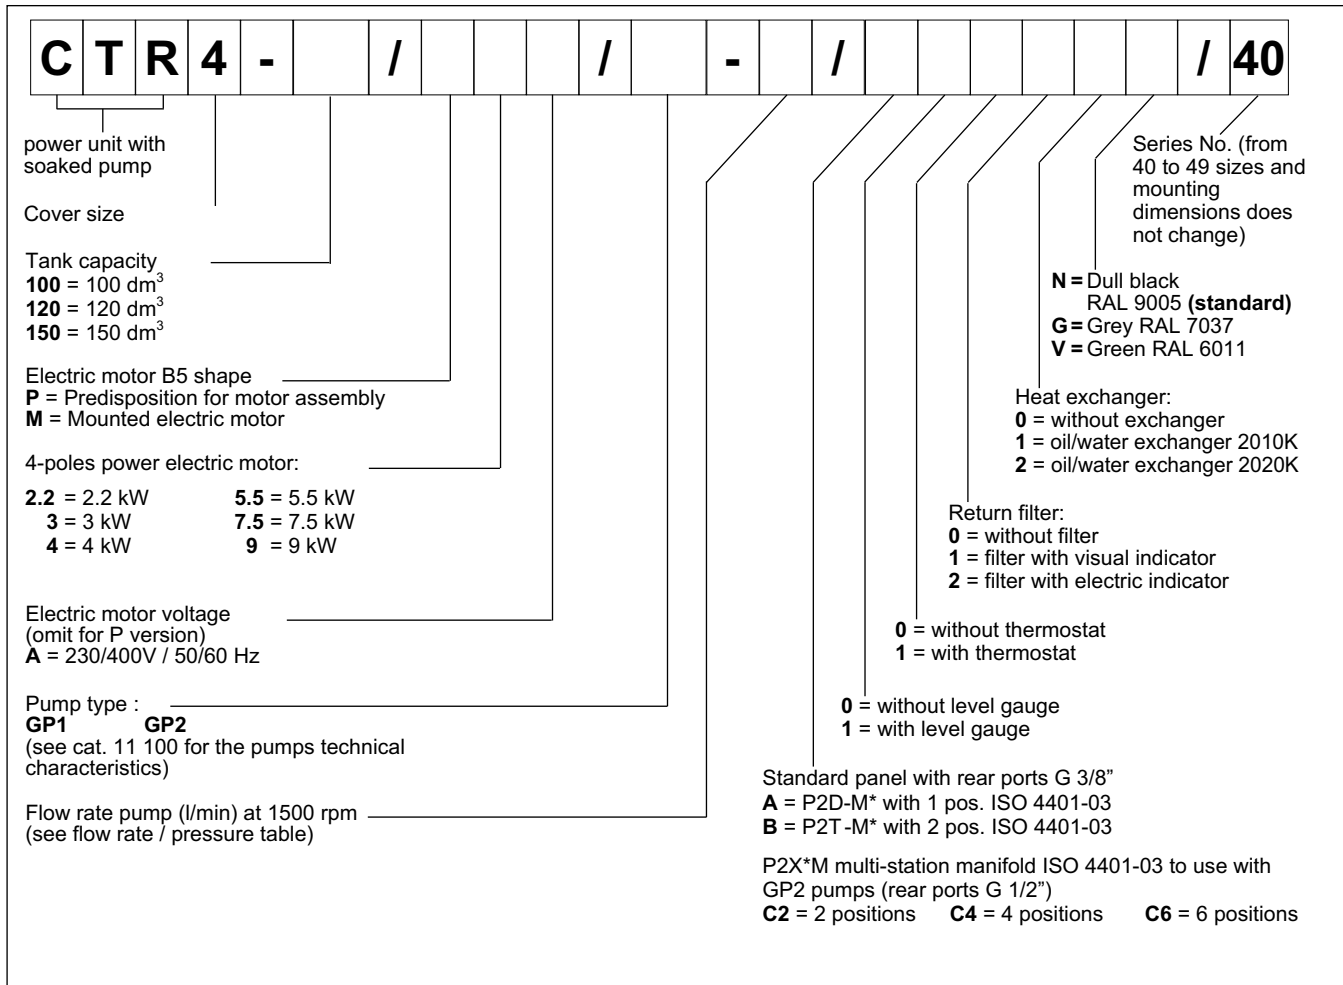 C T R 4 - / / - / / 40
power unit with
soaked pump
Cover size
Tank capacity
100 = 100 dm³
120 = 120 dm³
150 = 150 dm³
Electric motor B5 shape
P = Predisposition for motor assembly
M = Mounted electric motor
4-poles power electric motor:
2.2 = 2.2 kW 5.5 = 5.5 kW
3 = 3 kW 7.5 = 7.5 kW
4 = 4 kW 9 = 9 kW
Electric motor voltage
(omit for P version)
A = 230/400V / 50/60 Hz
Pump type :
GP1 GP2
(see cat. 11 100 for the pumps technical
characteristics)
Flow rate pump (l/min) at 1500 rpm
(see flow rate / pressure table)
Series No. (from
40 to 49 sizes and
mounting
dimensions does
not change)
N = Dull black
RAL 9005 (standard)
G = Grey RAL 7037
V = Green RAL 6011
Heat exchanger:
0 = without exchanger
1 = oil/water exchanger 2010K
2 = oil/water exchanger 2020K
Return filter:
0 = without filter
1 = filter with visual indicator
2 = filter with electric indicator
0 = without thermostat
1 = with thermostat
0 = without level gauge
1 = with level gauge
Standard panel with rear ports G 3/8”
A = P2D-M* with 1 pos. ISO 4401-03
B = P2T-M* with 2 pos. ISO 4401-03
P2X*M multi-station manifold ISO 4401-03 to use with
GP2 pumps (rear ports G 1/2”)
C2 = 2 positions C4 = 4 positions C6 = 6 positions